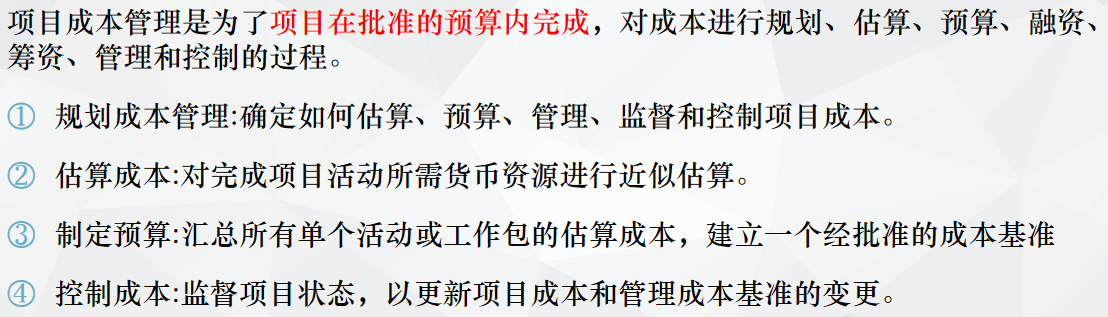 项目成本管理是为了项目在批准的预算内完成，对成本进行规划、估算、预算、融资、
筹资、管理和控制的过程。
① 规划成本管理:确定如何估算、预算、管理、监督和控制项目成本。
② 估算成本:对完成项目活动所需货币资源进行近似估算。
③ 制定预算:汇总所有单个活动或工作包的估算成本，建立一个经批准的成本基准
④ 控制成本:监督项目状态，以更新项目成本和管理成本基准的变更。